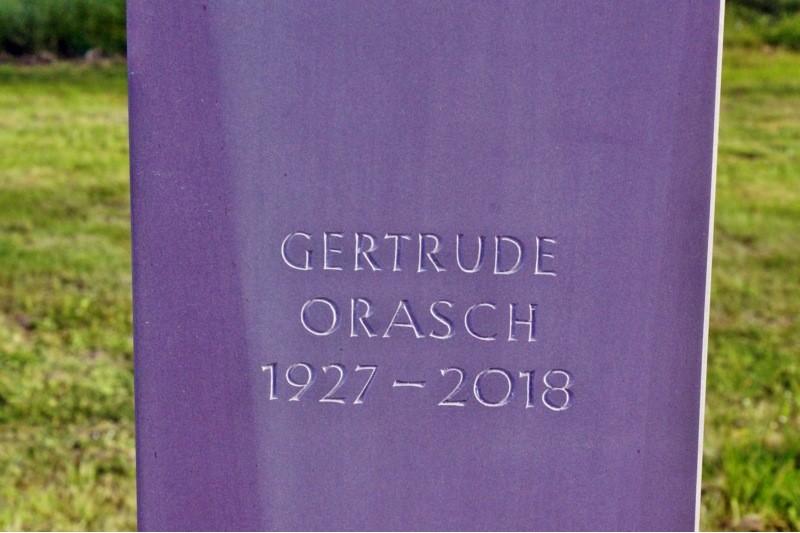 GERTRUDE
ORASCH
1927 – 2018